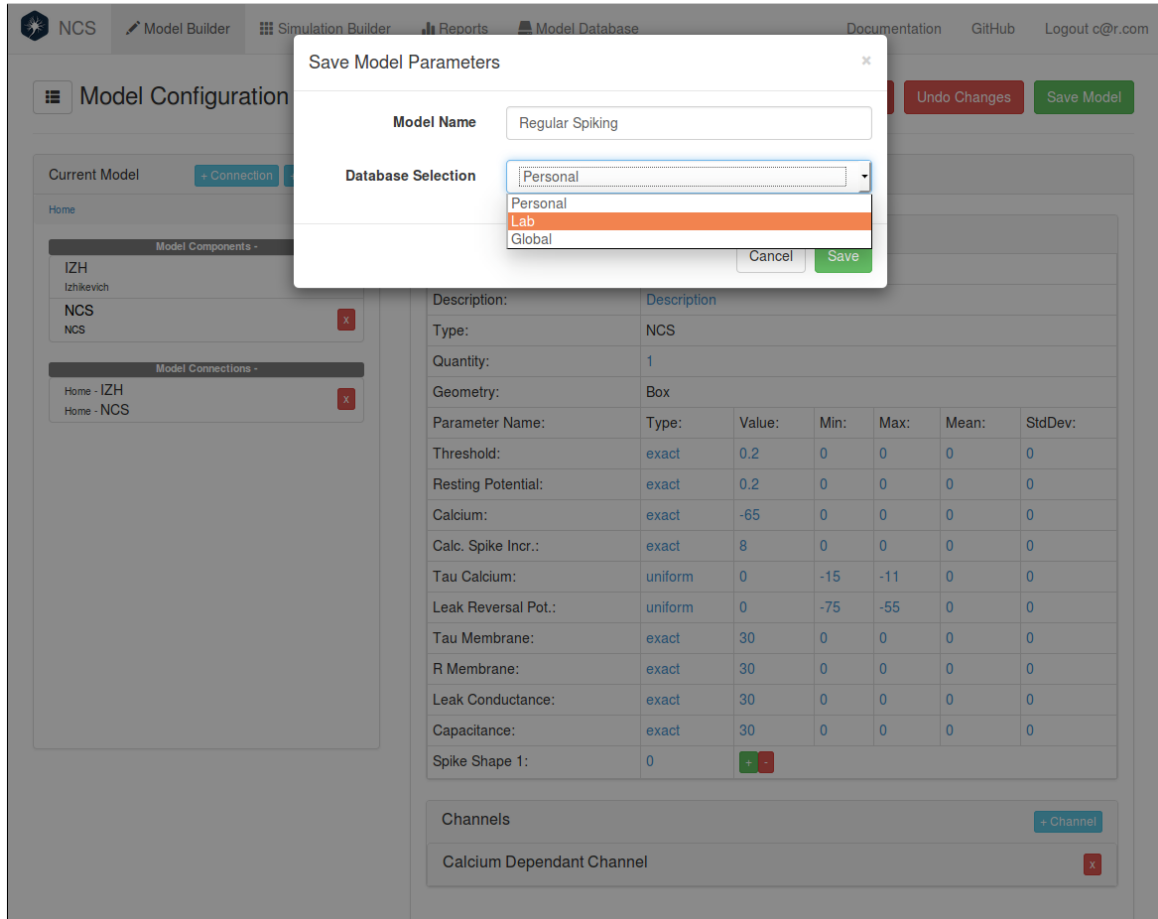 NCS Model Builder Simulation Builder Reports Model Database Documentation GitHub Logout c@r.com
Save Model Parameters ×
Model Configuration Undo Changes Save Model
Model Name Regular Spiking
Current Model + Connection +
Database Selection Personal
Personal
Lab
Global
Home
Cancel Save
Model Components -
IZH
Izhikevich
NCS
NCS x
Model Connections -
Home - IZH
Home - NCS x
Description: Description
Type: NCS
Quantity: 1
Geometry: Box
Parameter Name: Type: Value: Min: Max: Mean: StdDev:
Threshold: exact 0.2 0 0 0 0
Resting Potential: exact 0.2 0 0 0 0
Calcium: exact -65 0 0 0 0
Calc. Spike Incr.: exact 8 0 0 0 0
Tau Calcium: uniform 0 -15 -11 0 0
Leak Reversal Pot.: uniform 0 -75 -55 0 0
Tau Membrane: exact 30 0 0 0 0
R Membrane: exact 30 0 0 0 0
Leak Conductance: exact 30 0 0 0 0
Capacitance: exact 30 0 0 0 0
Spike Shape 1: 0 + -
Channels + Channel
Calcium Dependant Channel x